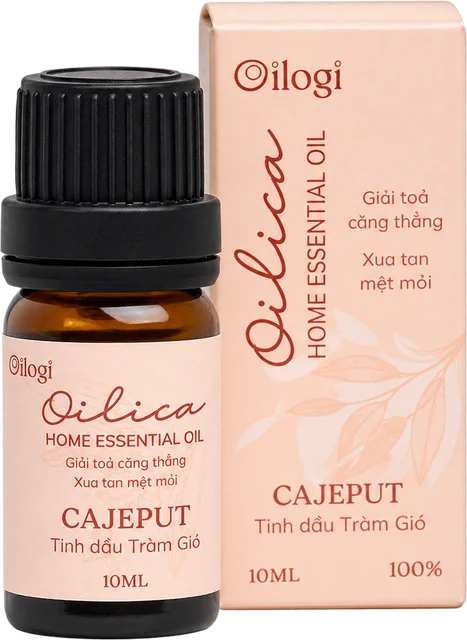 Oilogi
Oilica
HOME ESSENTIAL OIL
Giải toả căng thẳng
Xua tan mệt mỏi
CAJEPUT
Tinh dầu Tràm Gió
10ML
Oilogi
Oilica
HOME ESSENTIAL OIL
Giải toả
căng thẳng
Xua tan
mệt mỏi
CAJEPUT
Tinh dầu Tràm Gió
10ML 100%